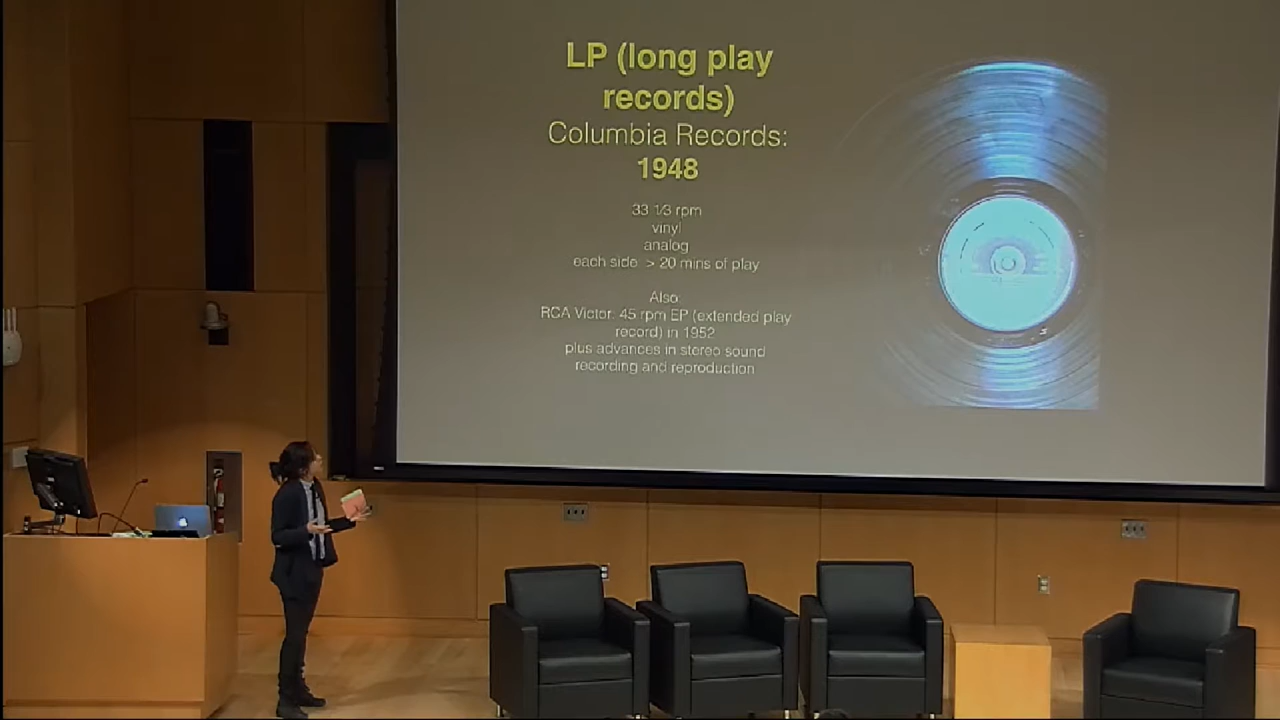 LP (long play
records)
Columbia Records:
1948
33 1/3 rpm
vinyl
analog
each side > 20 mins of play
Also:
RCA Victor: 45 rpm EP (extended play
record) in 1952
plus advances in stereo sound
recording and reproduction